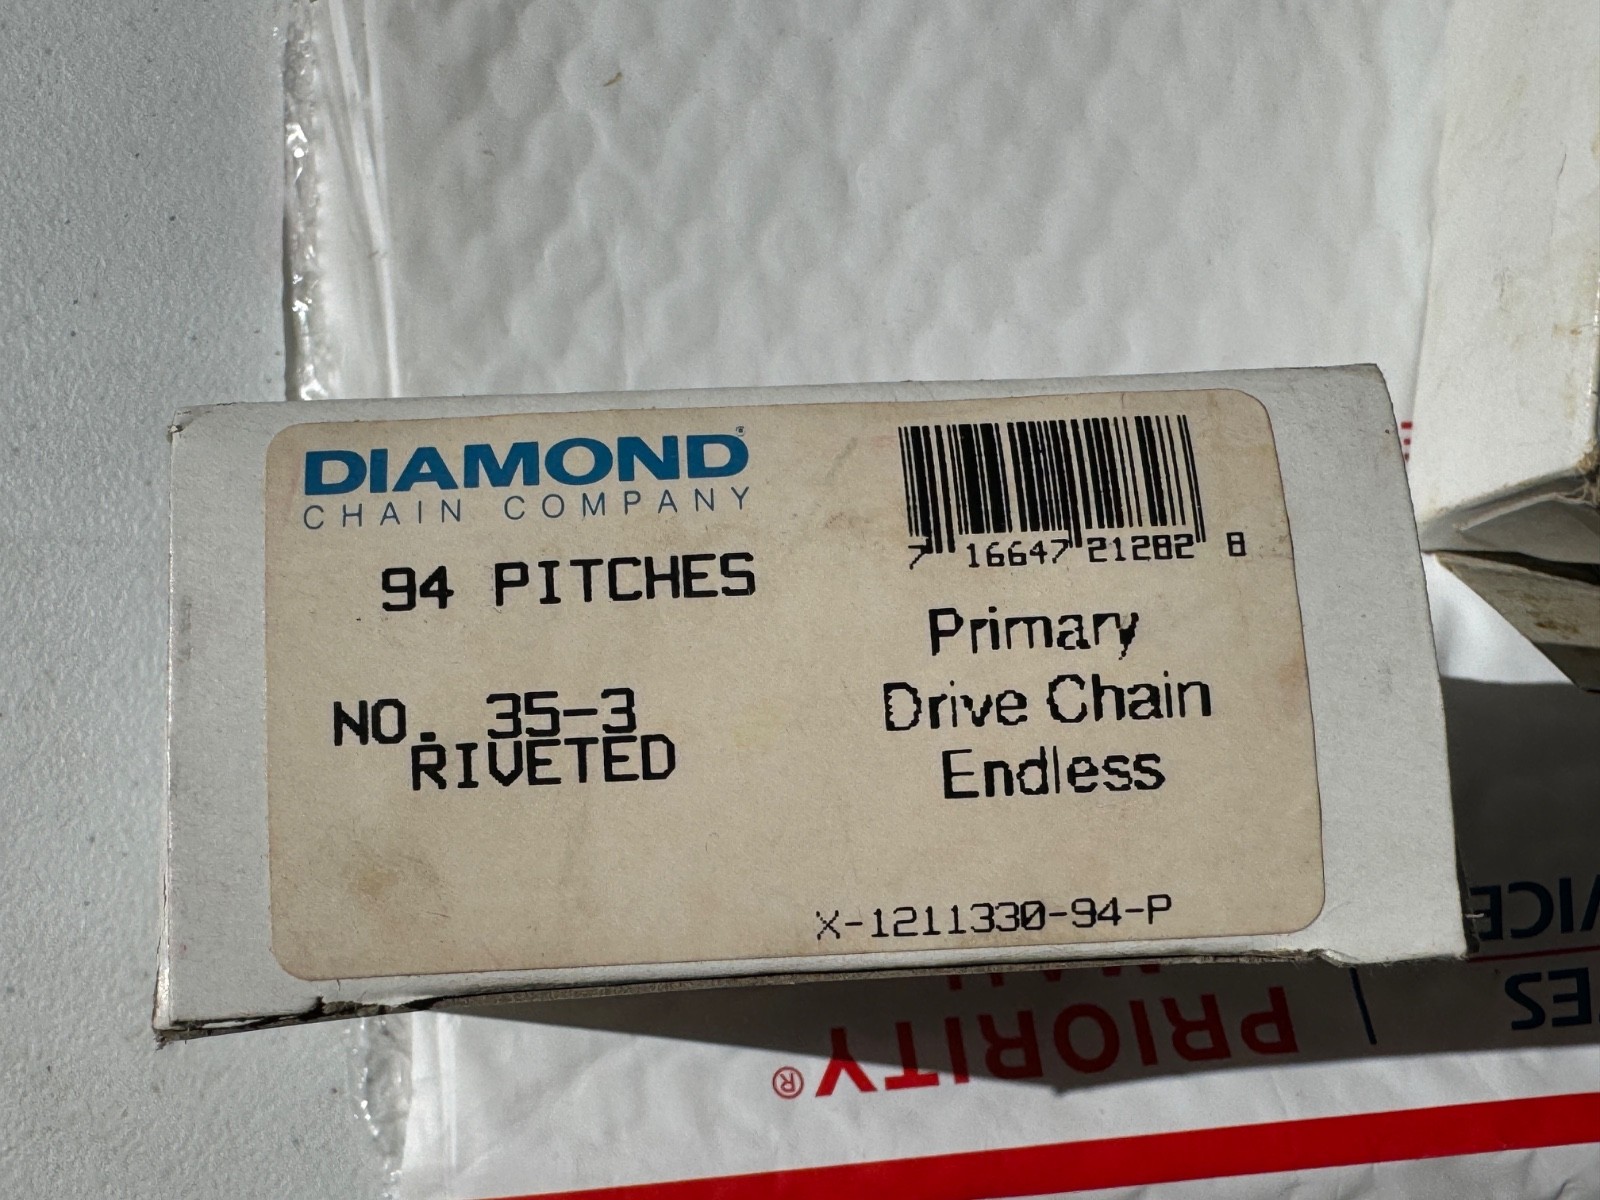 DIAMOND®
CHAIN COMPANY
94 PITCHES
NO. 35-3
RIVETED
7 16647 21282 8
Primary
Drive Chain
Endless
X-1211330-94-P
PRIORITY®
MAIL